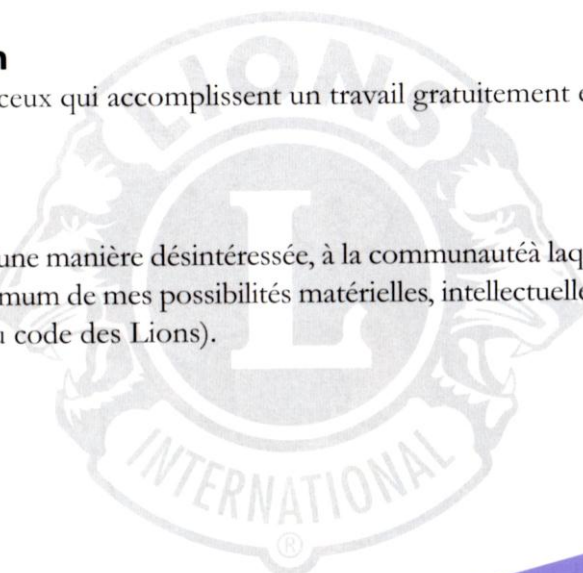 n
ceux qui accomplissent un travail gratuitement
une manière désintéressée, à la communautéà laq
mum de mes possibilités matérielles, intellectuelle
u code des Lions).
LIONS
L
INTERNATIONAL
®